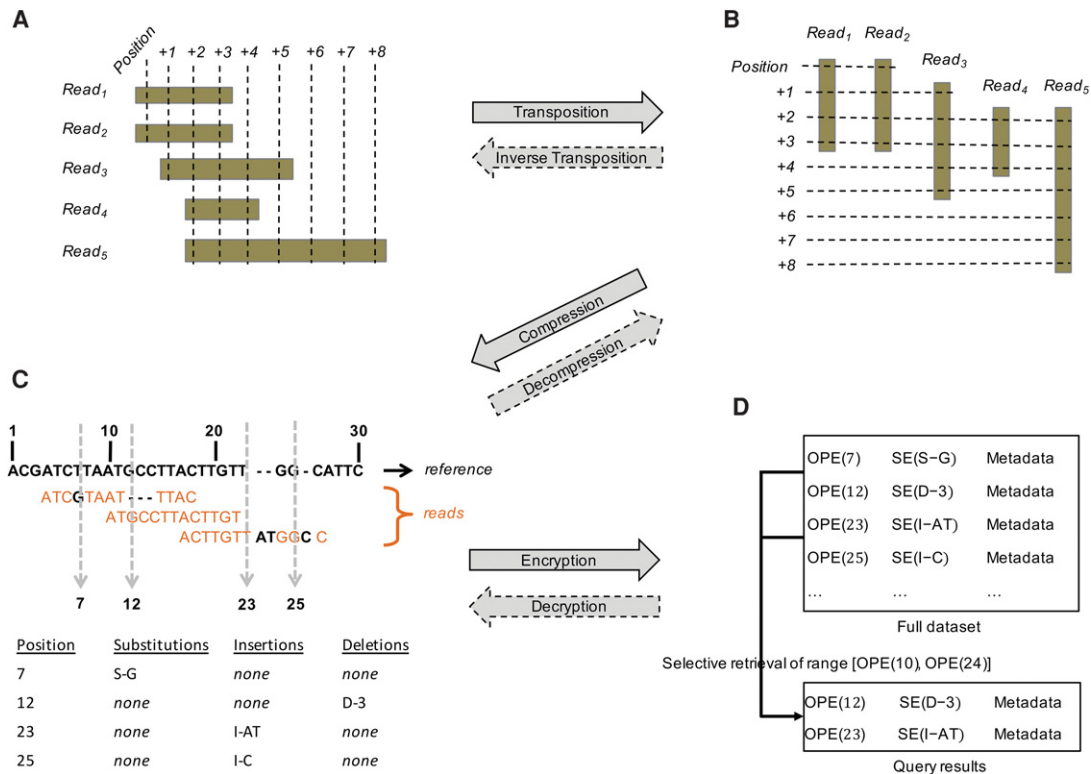 A
Position +1 +2 +3 +4 +5 +6 +7 +8
Read1
Read2
Read3
Read4
Read5
Transposition
Inverse Transposition
B
Read1 Read2
Read3
Read4 Read5
Position
+1
+2
+3
+4
+5
+6
+7
+8
Compression
Decompression
C
1 10 20 30
ACGATCTTAATGCCTTACTTGTT --GG-CATTC reference
ATCGTAAT---TTAC
ATGCCTTACTTGT
ACTTGTT ATGGC C
reads
7 12 23 25
Position Substitutions Insertions Deletions
7 S-G none none
12 none none D-3
23 none I-AT none
25 none I-C none
Encryption
Decryption
D
OPE(7) SE(S-G) Metadata
OPE(12) SE(D-3) Metadata
OPE(23) SE(I-AT) Metadata
OPE(25) SE(I-C) Metadata
... ... ...
Full dataset
Selective retrieval of range [OPE(10), OPE(24)]
OPE(12) SE(D-3) Metadata
OPE(23) SE(I-AT) Metadata
Query results